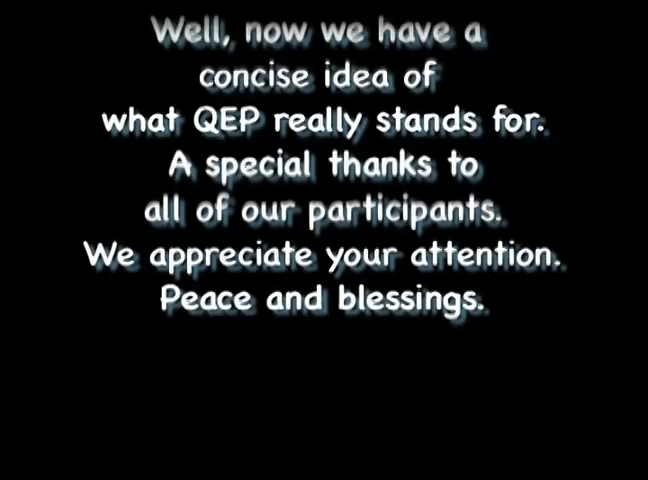 Well, now we have a
concise idea of
what QEP really stands for.
A special thanks to
all of our participants.
We appreciate your attention.
Peace and blessings.